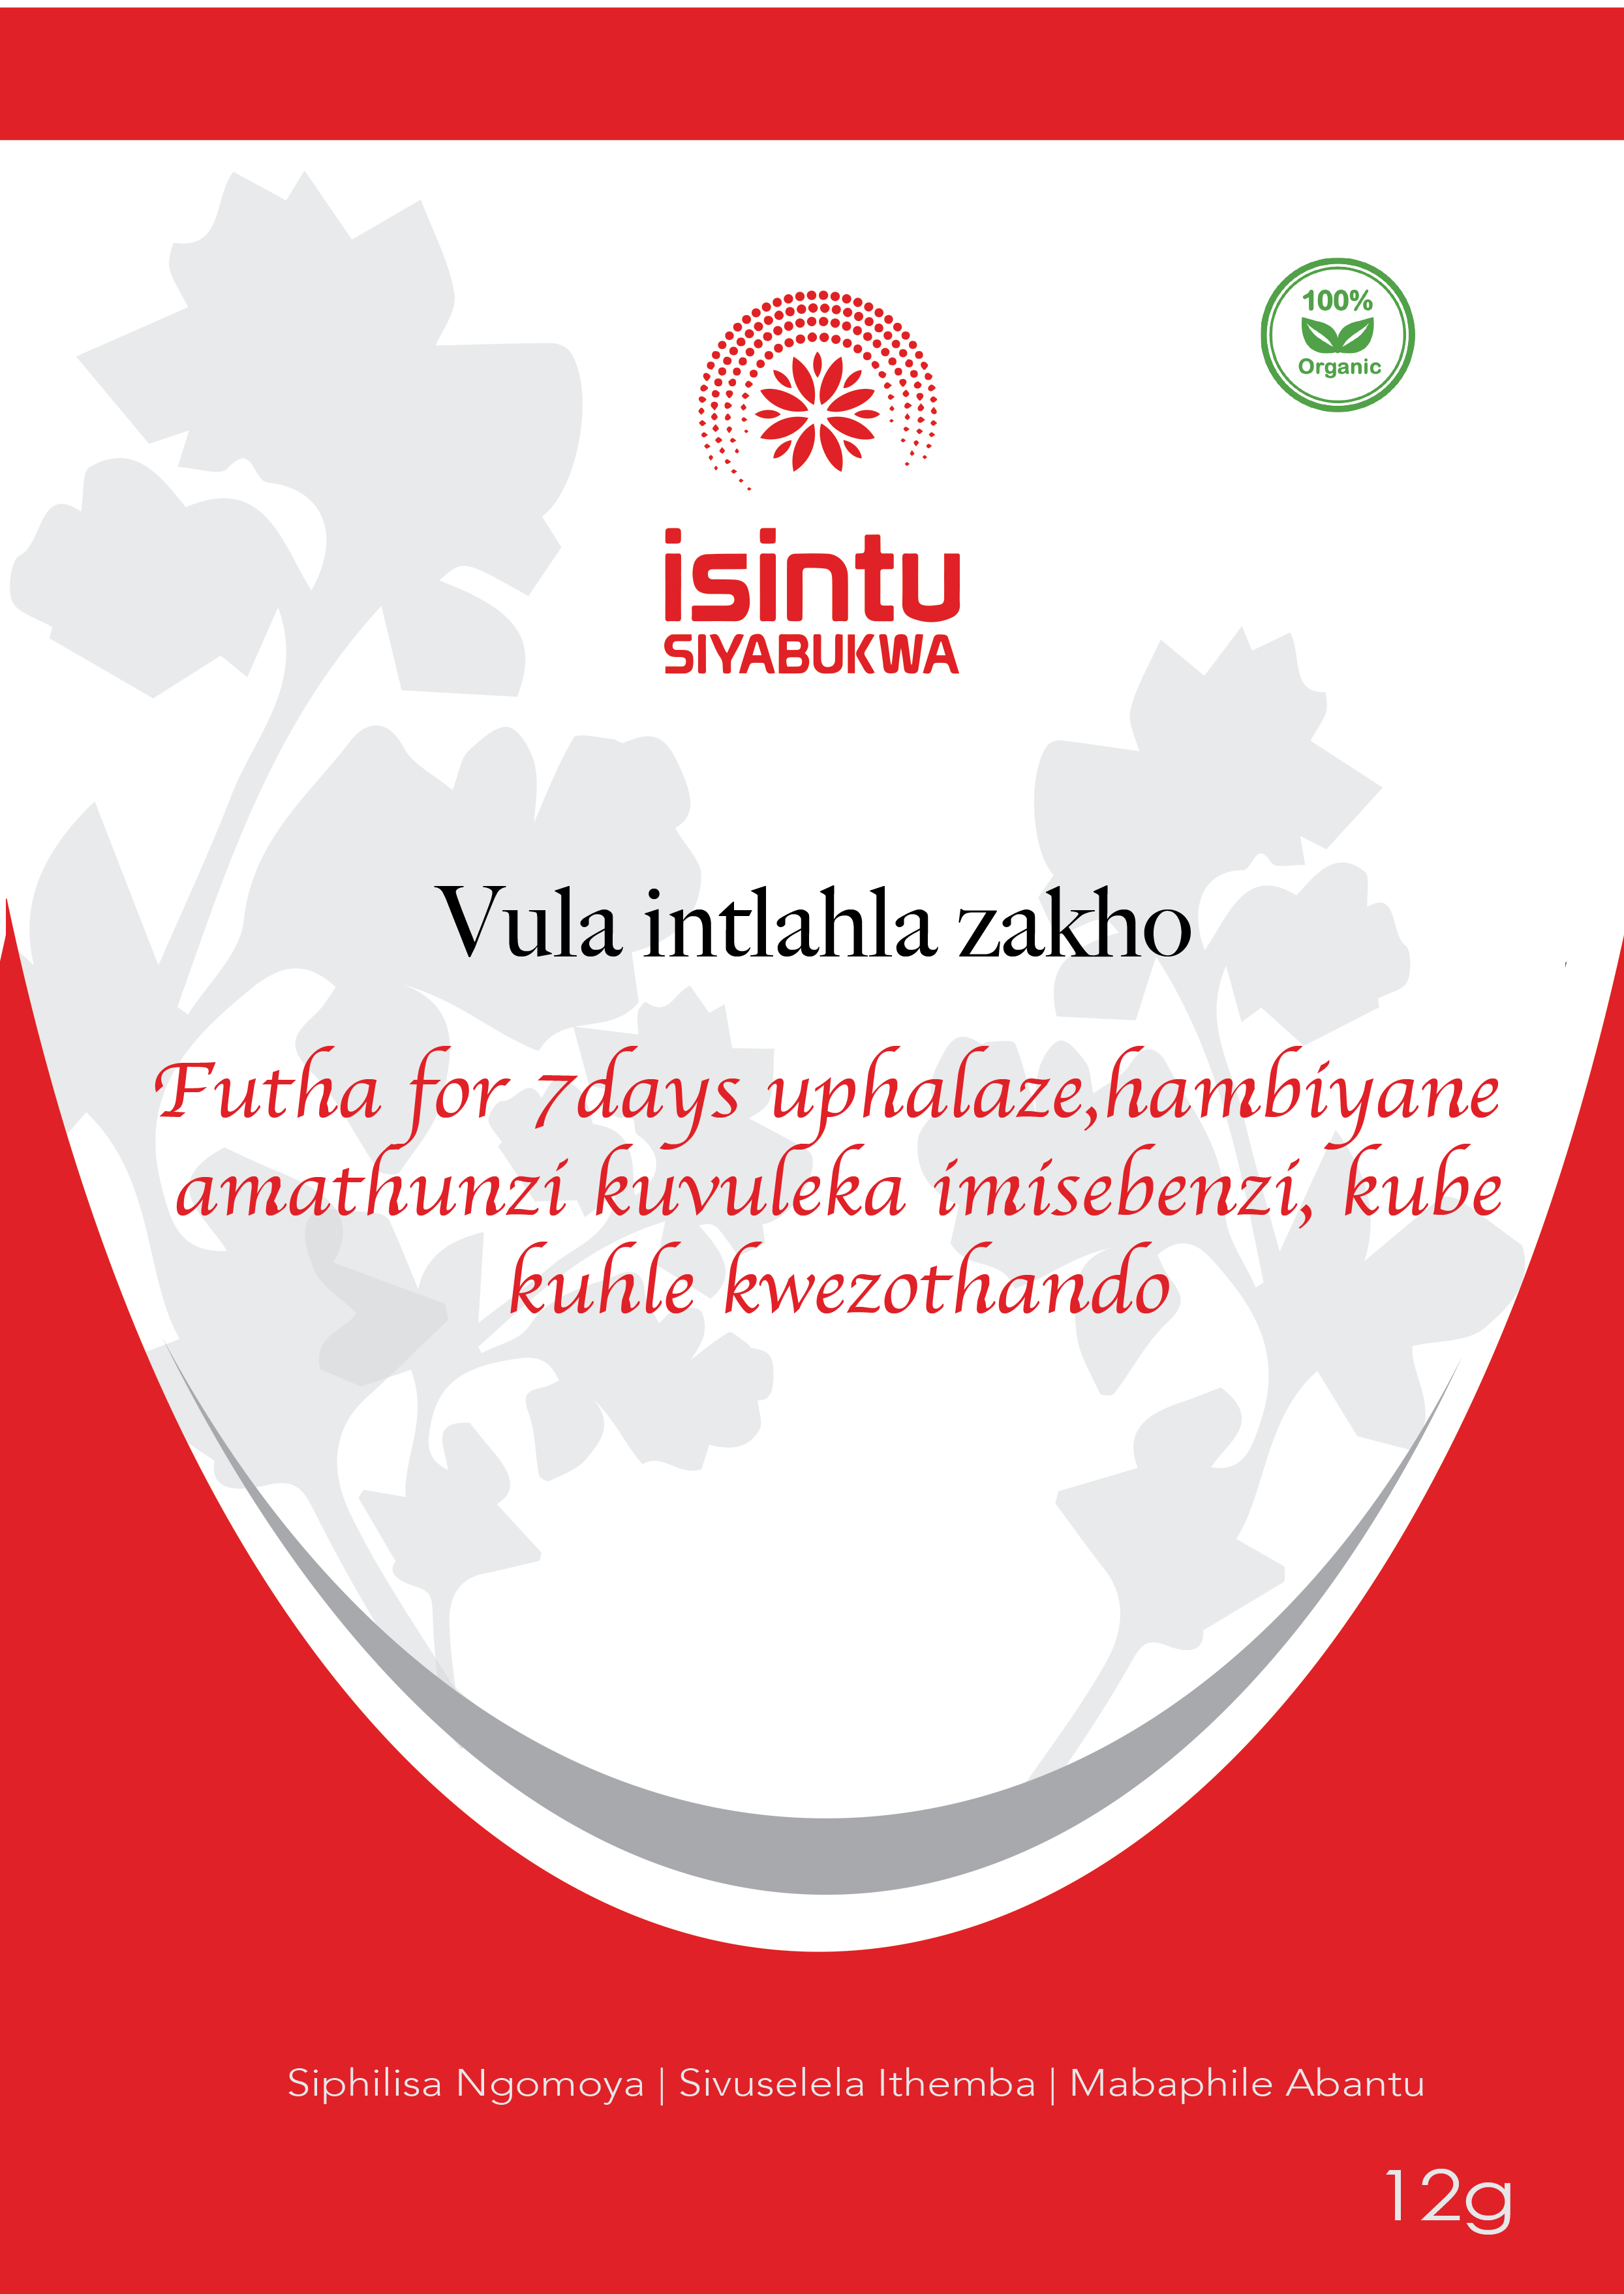 100%
Organic
isintu
SIYABUKWA
Vula intlahla zakho
Futha for 7days uphalaze,hambiyane
amathunzi kuvuleka imisebenzi, kube
kuhle kwezothando
Siphilisa Ngomoya | Sivuselela Ithemba | Mabaphile Abantu
12g